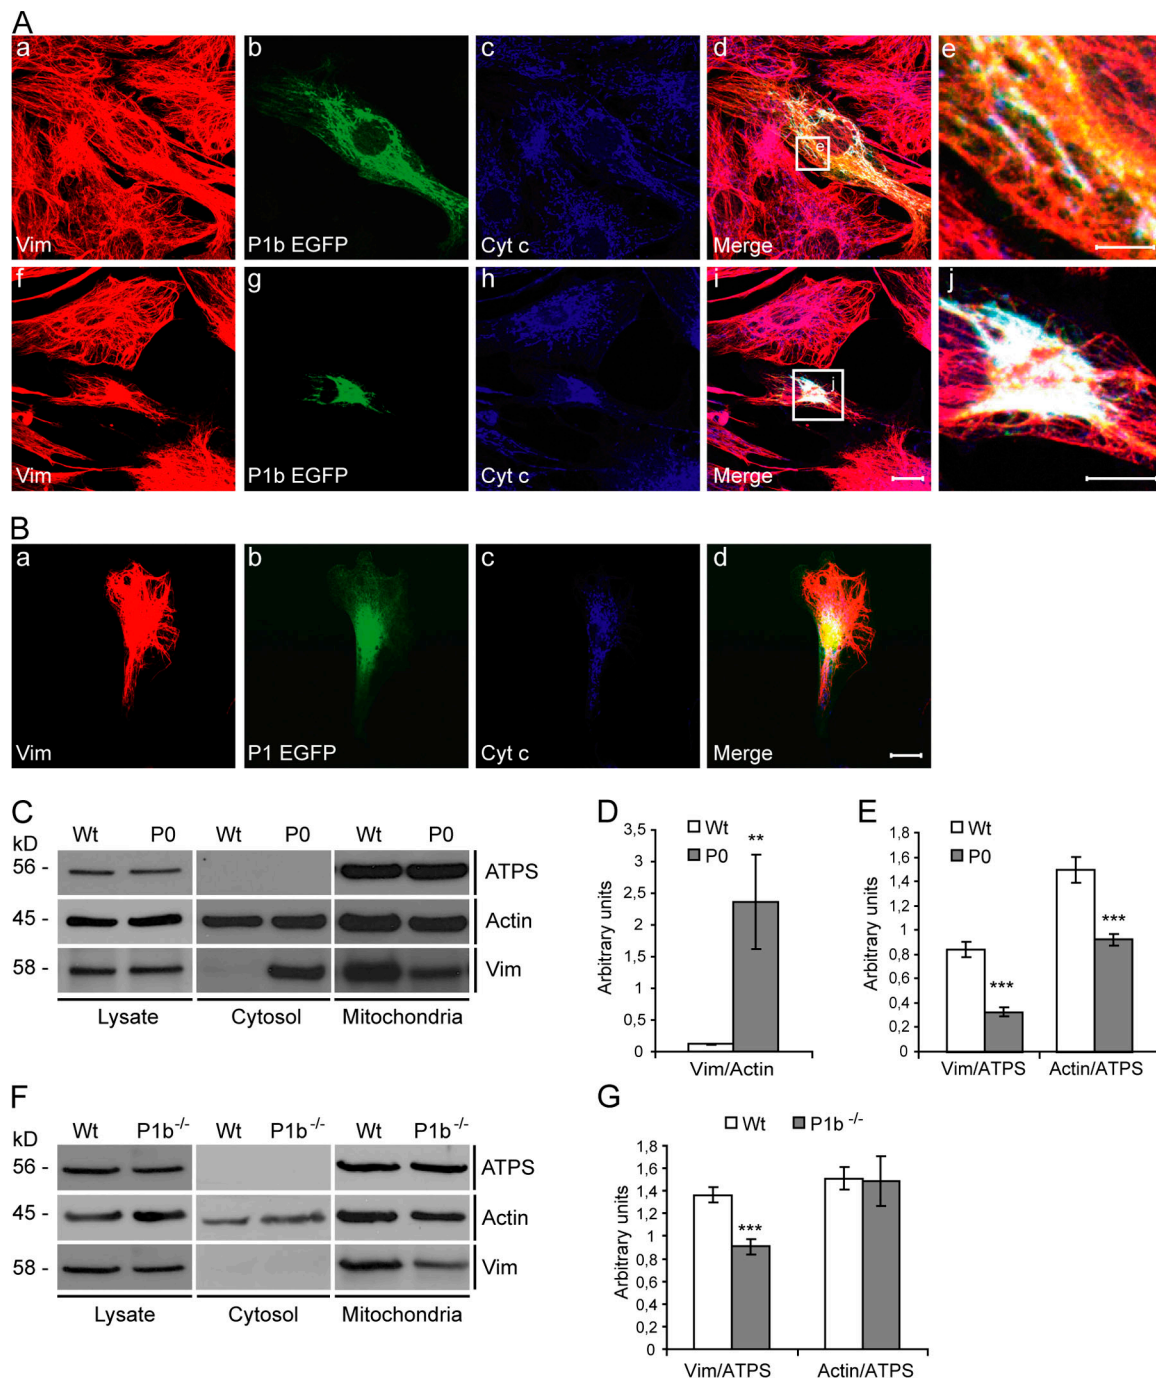 A
a b c d e
Vim P1b EGFP Cyt c Merge
e
f g h i j
Vim P1b EGFP Cyt c Merge
j
B
a b c d
Vim P1 EGFP Cyt c Merge
C
kD Wt P0 Wt P0 Wt P0
56 - ATPS
45 - Actin
58 - Vim
Lysate Cytosol Mitochondria
D
Wt
P0
Arbitrary units
3,5
3
2,5
2
1,5
1
0,5
0
**
Vim/Actin
E
Wt
P0
Arbitrary units
1,8
1,6
1,4
1,2
1
0,8
0,6
0,4
0,2
0
***
***
Vim/ATPS Actin/ATPS
F
kD Wt P1b -/- Wt P1b -/- Wt P1b -/-
56 - ATPS
45 - Actin
58 - Vim
Lysate Cytosol Mitochondria
G
Wt P1b -/-
Arbitrary units
1,8
1,6
1,4
1,2
1
0,8
0,6
0,4
0,2
0
***
Vim/ATPS Actin/ATPS